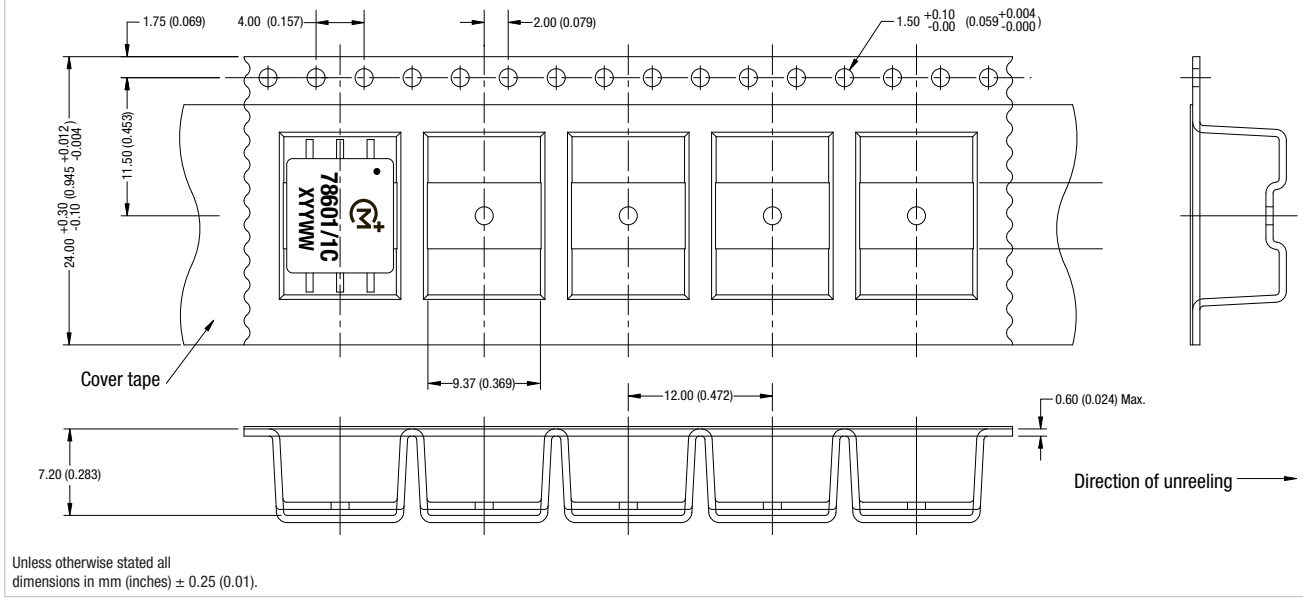 1.75 (0.069)
4.00 (0.157)
2.00 (0.079)
1.50 +0.10 -0.00 (0.059 +0.004 -0.000)
24.00 +0.30 -0.10 (0.945 +0.012 -0.004)
11.50 (0.453)
78601/1C
XYYWW
M+
Cover tape
9.37 (0.369)
12.00 (0.472)
0.60 (0.024) Max.
7.20 (0.283)
Direction of unreeling
Unless otherwise stated all
dimensions in mm (inches) ± 0.25 (0.01).